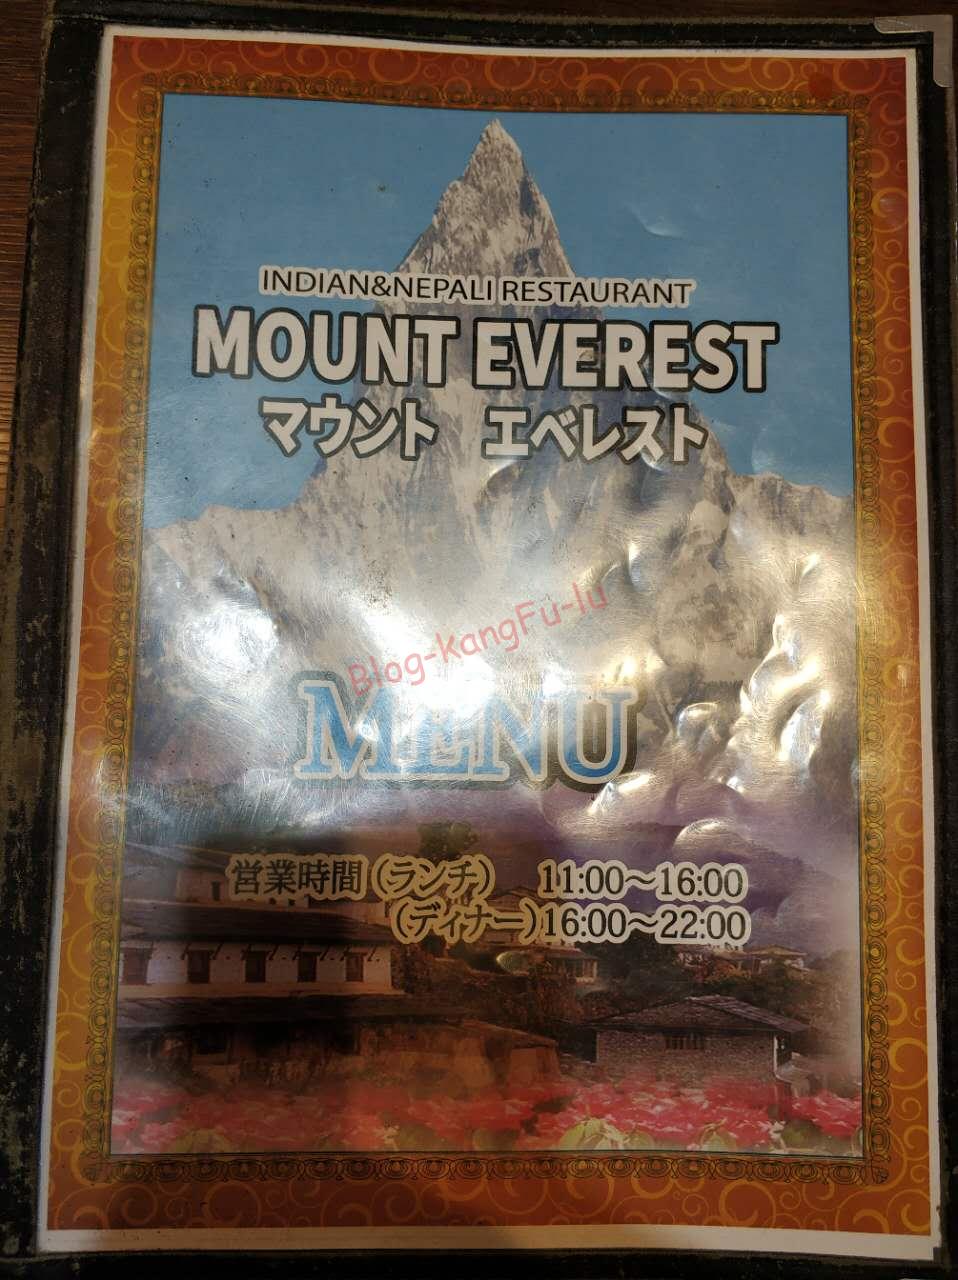 INDIAN&NEPALI RESTAURANT
MOUNT EVEREST
マウント エベレスト
Blog-kangFu-lu
MENU
営業時間(ランチ) 11:00〜16:00
(ディナー)16:00〜22:00